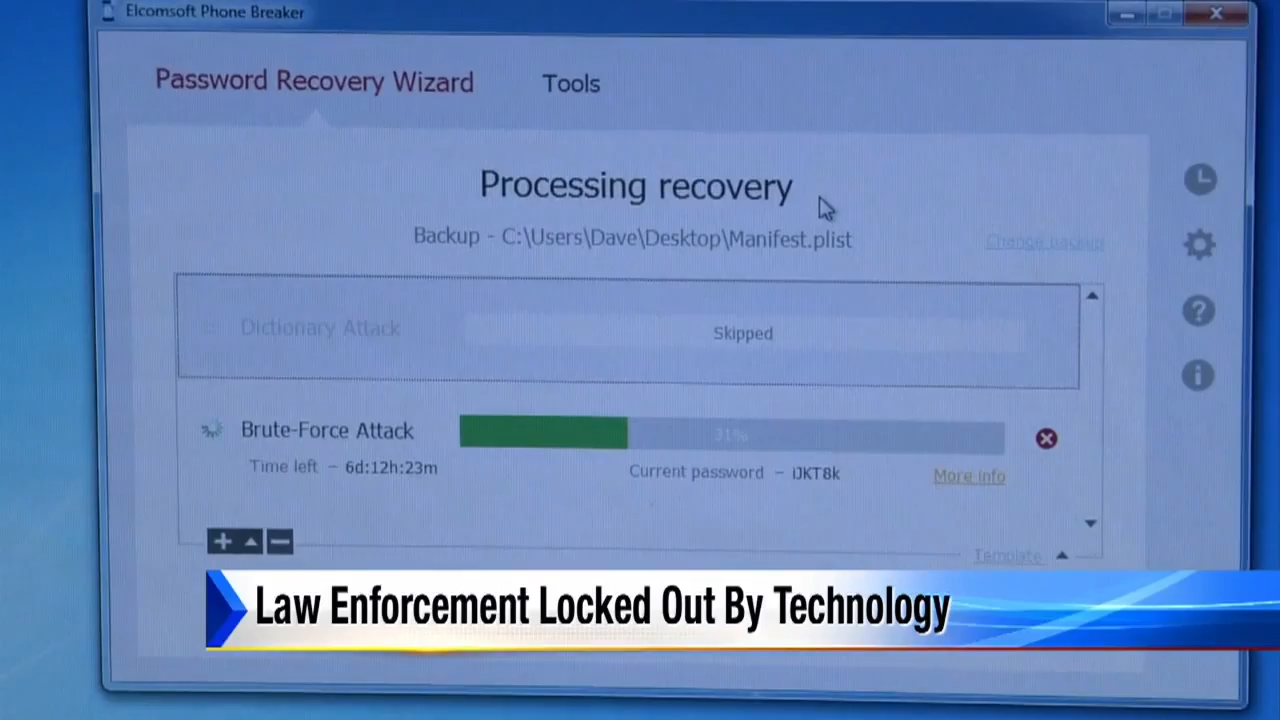 Elcomsoft Phone Breaker
Password Recovery Wizard
Tools
Processing recovery
Backup - C:\Users\Dave\Desktop\Manifest.plist
Dictionary Attack
Skipped
Brute-Force Attack
31%
Time left – 6d:12h:23m
Current password – iJKT8k
More info
Template
Law Enforcement Locked Out By Technology